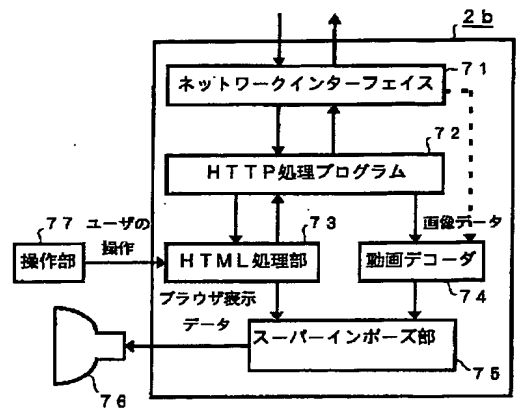 2b
ネットワークインターフェイス
71
72
HTTP処理プログラム
77
ユーザの
操作
73
画像データ
操作部
HTML処理部
動画デコーダ
74
ブラウザ表示
データ
スーパーインポーズ部
75
76